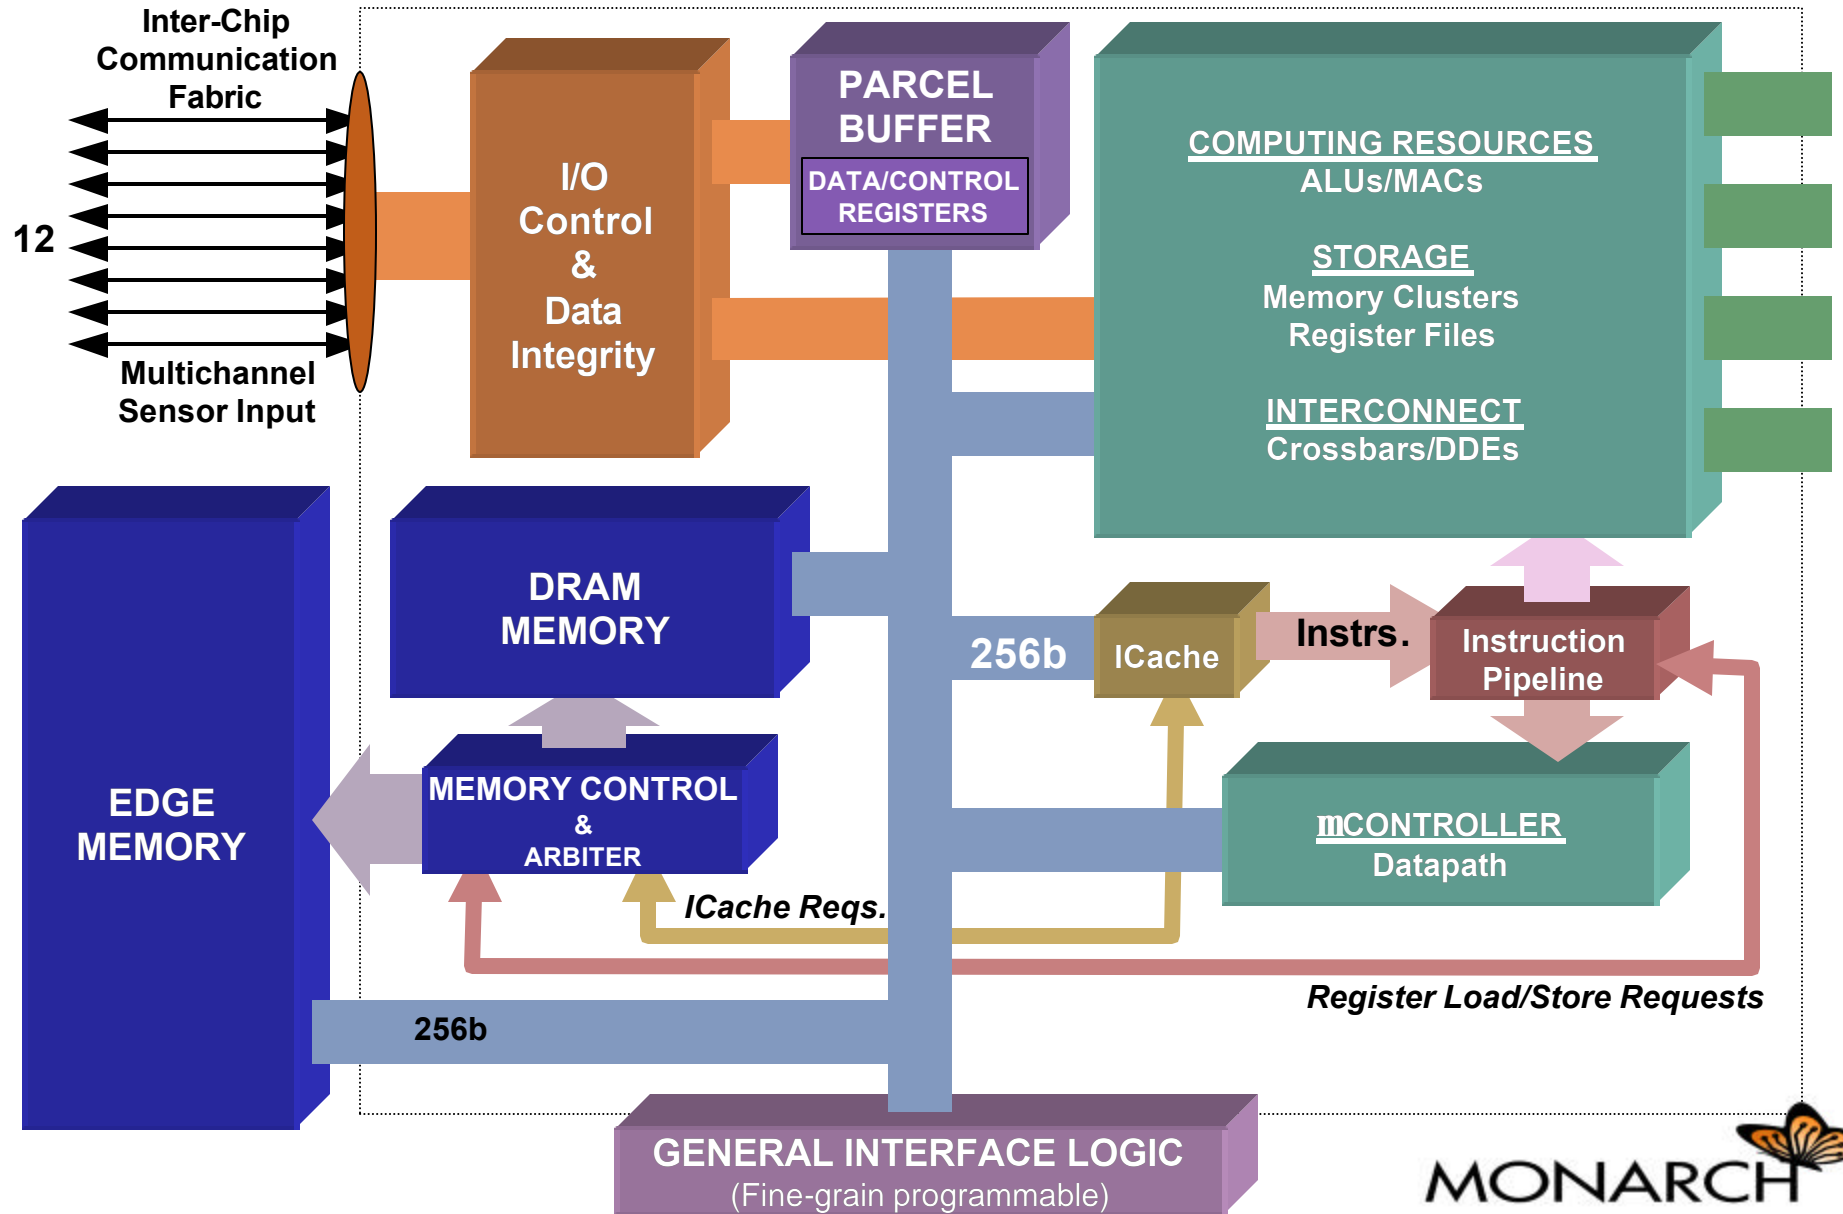 Inter-Chip
Communication
Fabric
12
Multichannel
Sensor Input
I/O
Control
&
Data
Integrity
PARCEL
BUFFER
DATA/CONTROL
REGISTERS
COMPUTING RESOURCES
ALUs/MACs
STORAGE
Memory Clusters
Register Files
INTERCONNECT
Crossbars/DDEs
DRAM
MEMORY
EDGE
MEMORY
MEMORY CONTROL
&
ARBITER
256b
ICache
Instrs.
Instruction
Pipeline
mCONTROLLER
Datapath
ICache Reqs.
Register Load/Store Requests
256b
GENERAL INTERFACE LOGIC
(Fine-grain programmable)
MONARCH